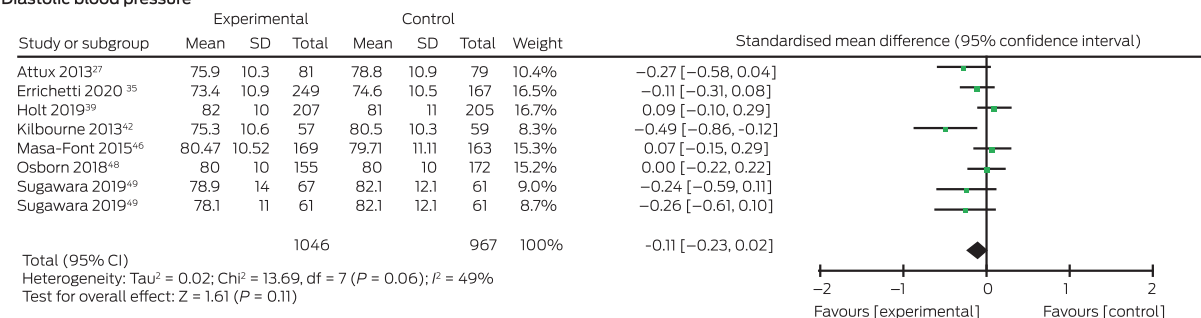 Diastolic blood pressure
Experimental Control
Study or subgroup Mean SD Total Mean SD Total Weight Standardised mean difference (95% confidence interval)
Attux 2013²⁷ 75.9 10.3 81 78.8 10.9 79 10.4% −0.27 [−0.58, 0.04]
Errichetti 2020 ³⁵ 73.4 10.9 249 74.6 10.5 167 16.5% −0.11 [−0.31, 0.08]
Holt 2019³⁹ 82 10 207 81 11 205 16.7% 0.09 [−0.10, 0.29]
Kilbourne 2013⁴² 75.3 10.6 57 80.5 10.3 59 8.3% −0.49 [−0.86, -0.12]
Masa-Font 2015⁴⁶ 80.47 10.52 169 79.71 11.11 163 15.3% 0.07 [−0.15, 0.29]
Osborn 2018⁴⁸ 80 10 155 80 10 172 15.2% 0.00 [−0.22, 0.22]
Sugawara 2019⁴⁹ 78.9 14 67 82.1 12.1 61 9.0% −0.24 [−0.59, 0.11]
Sugawara 2019⁴⁹ 78.1 11 61 82.1 12.1 61 8.7% −0.26 [−0.61, 0.10]
1046 967 100% -0.11 [−0.23, 0.02]
Total (95% CI)
Heterogeneity: Tau² = 0.02; Chi² = 13.69, df = 7 (P = 0.06); I² = 49%
Test for overall effect: Z = 1.61 (P = 0.11)
−2 −1 0 1 2
Favours [experimental] Favours [control]